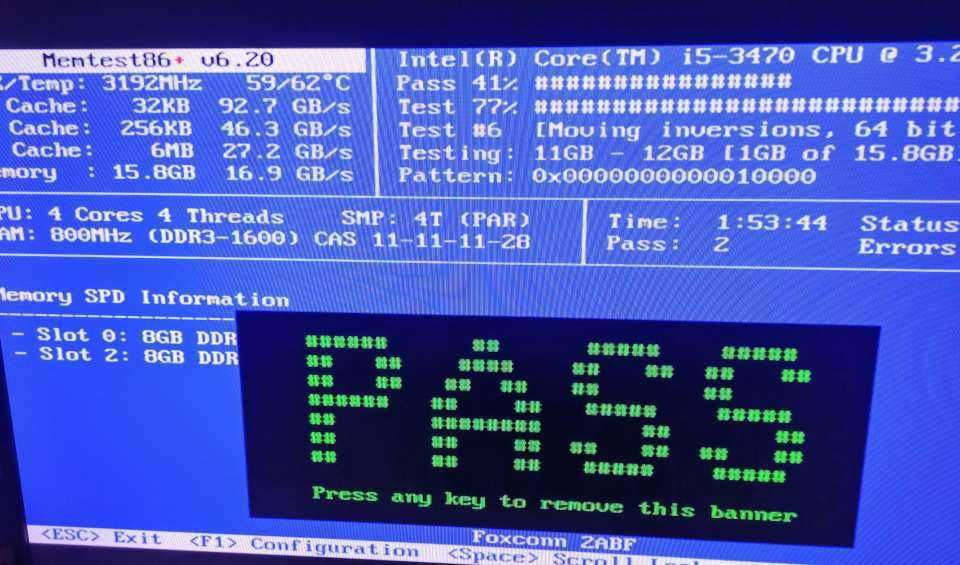 Memtest86+ v6.20
Intel(R) Core(TM) i5-3470 CPU @ 3.2
/Temp: 3192MHz 59/62°C
Pass 41% ################
Cache: 32KB 92.7 GB/s
Test 77% ##########################
Cache: 256KB 46.3 GB/s
Test #6 [Moving inversions, 64 bit
Cache: 6MB 27.2 GB/s
Testing: 11GB - 12GB [1GB of 15.8GB]
mory : 15.8GB 16.9 GB/s
Pattern: 0x0000000000010000
PU: 4 Cores 4 Threads SMP: 4T (PAR)
Time: 1:53:44 Status
AM: 800MHz (DDR3-1600) CAS 11-11-11-28
Pass: 2 Errors
Memory SPD Information
- Slot 0: 8GB DDR
- Slot 2: 8GB DDR
PASS
Press any key to remove this banner
Foxconn 2ABF
<ESC> Exit <F1> Configuration <Space> Scroll Lock